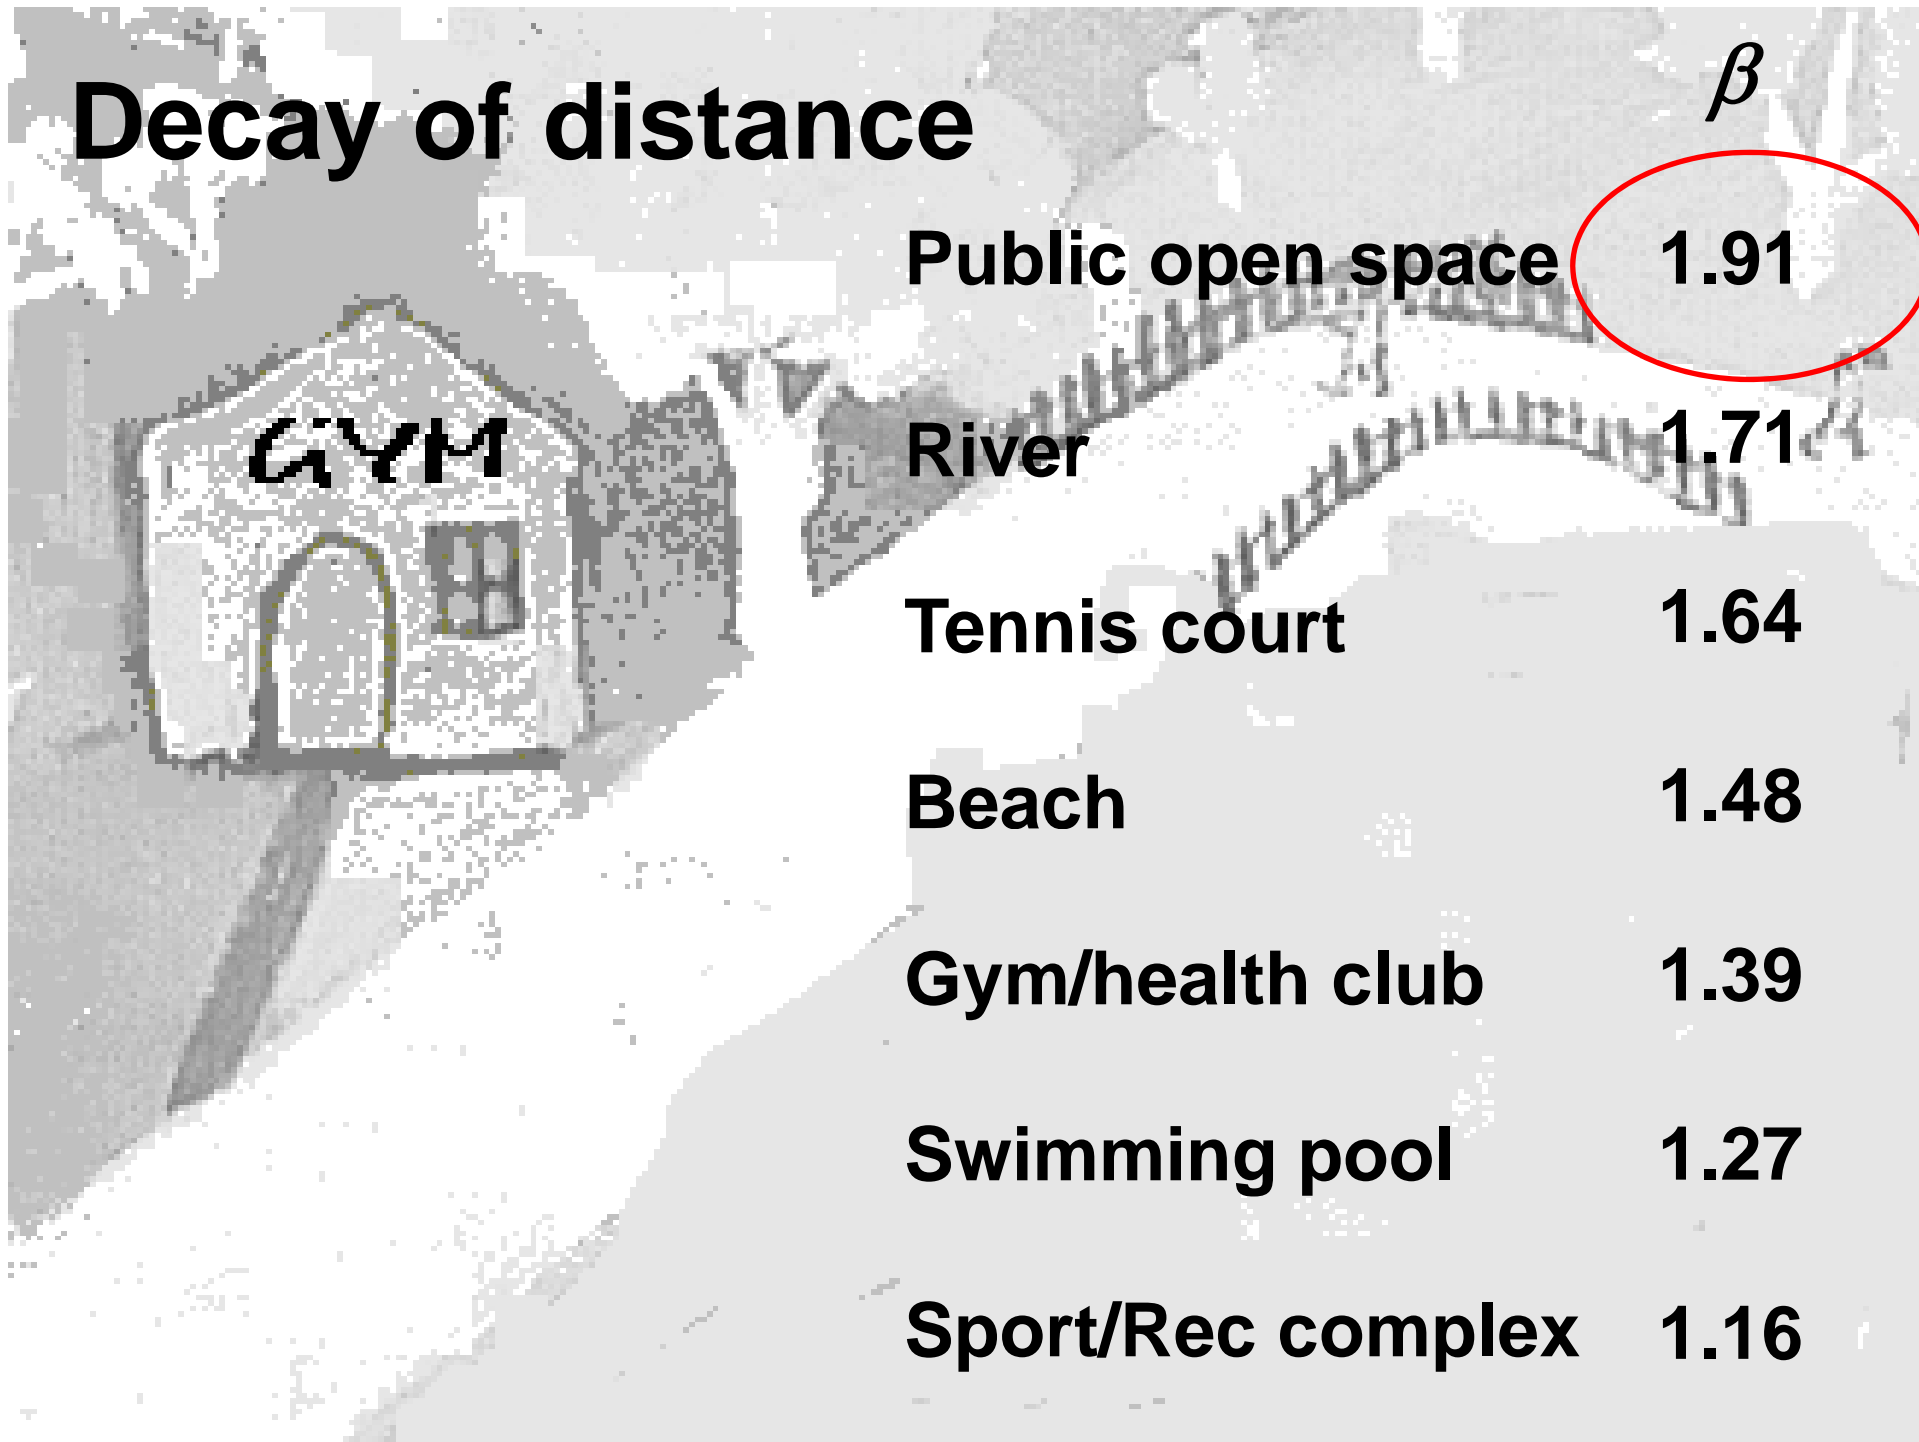 Decay of distance
β
Public open space 1.91
GYM
River 1.71
Tennis court 1.64
Beach 1.48
Gym/health club 1.39
Swimming pool 1.27
Sport/Rec complex 1.16